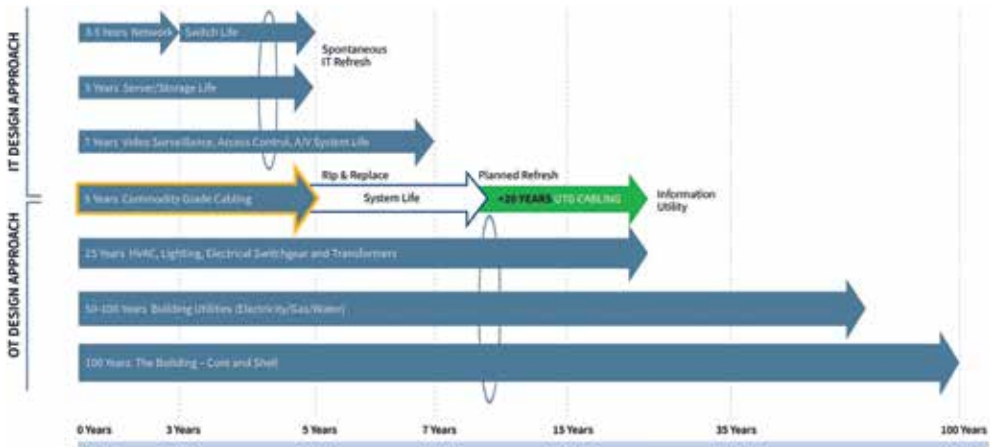 IT DESIGN APPROACH
OT DESIGN APPROACH
3-5 Years Network Switch Life
Spontaneous
IT Refresh
5 Years Server/Storage Life
7 Years Video Surveillance, Access Control, A/V System Life
Rip & Replace
Planned Refresh
5 Years Commodity Grade Cabling
System Life
+20 YEARS UTG CABLING
Information
Utility
25 Years HVAC, Lighting, Electrical Switchgear and Transformers
50-100 Years Building Utilities (Electricity/Gas/Water)
100 Years The Building – Core and Shell
0 Years 3 Years 5 Years 7 Years 15 Years 35 Years 100 Years